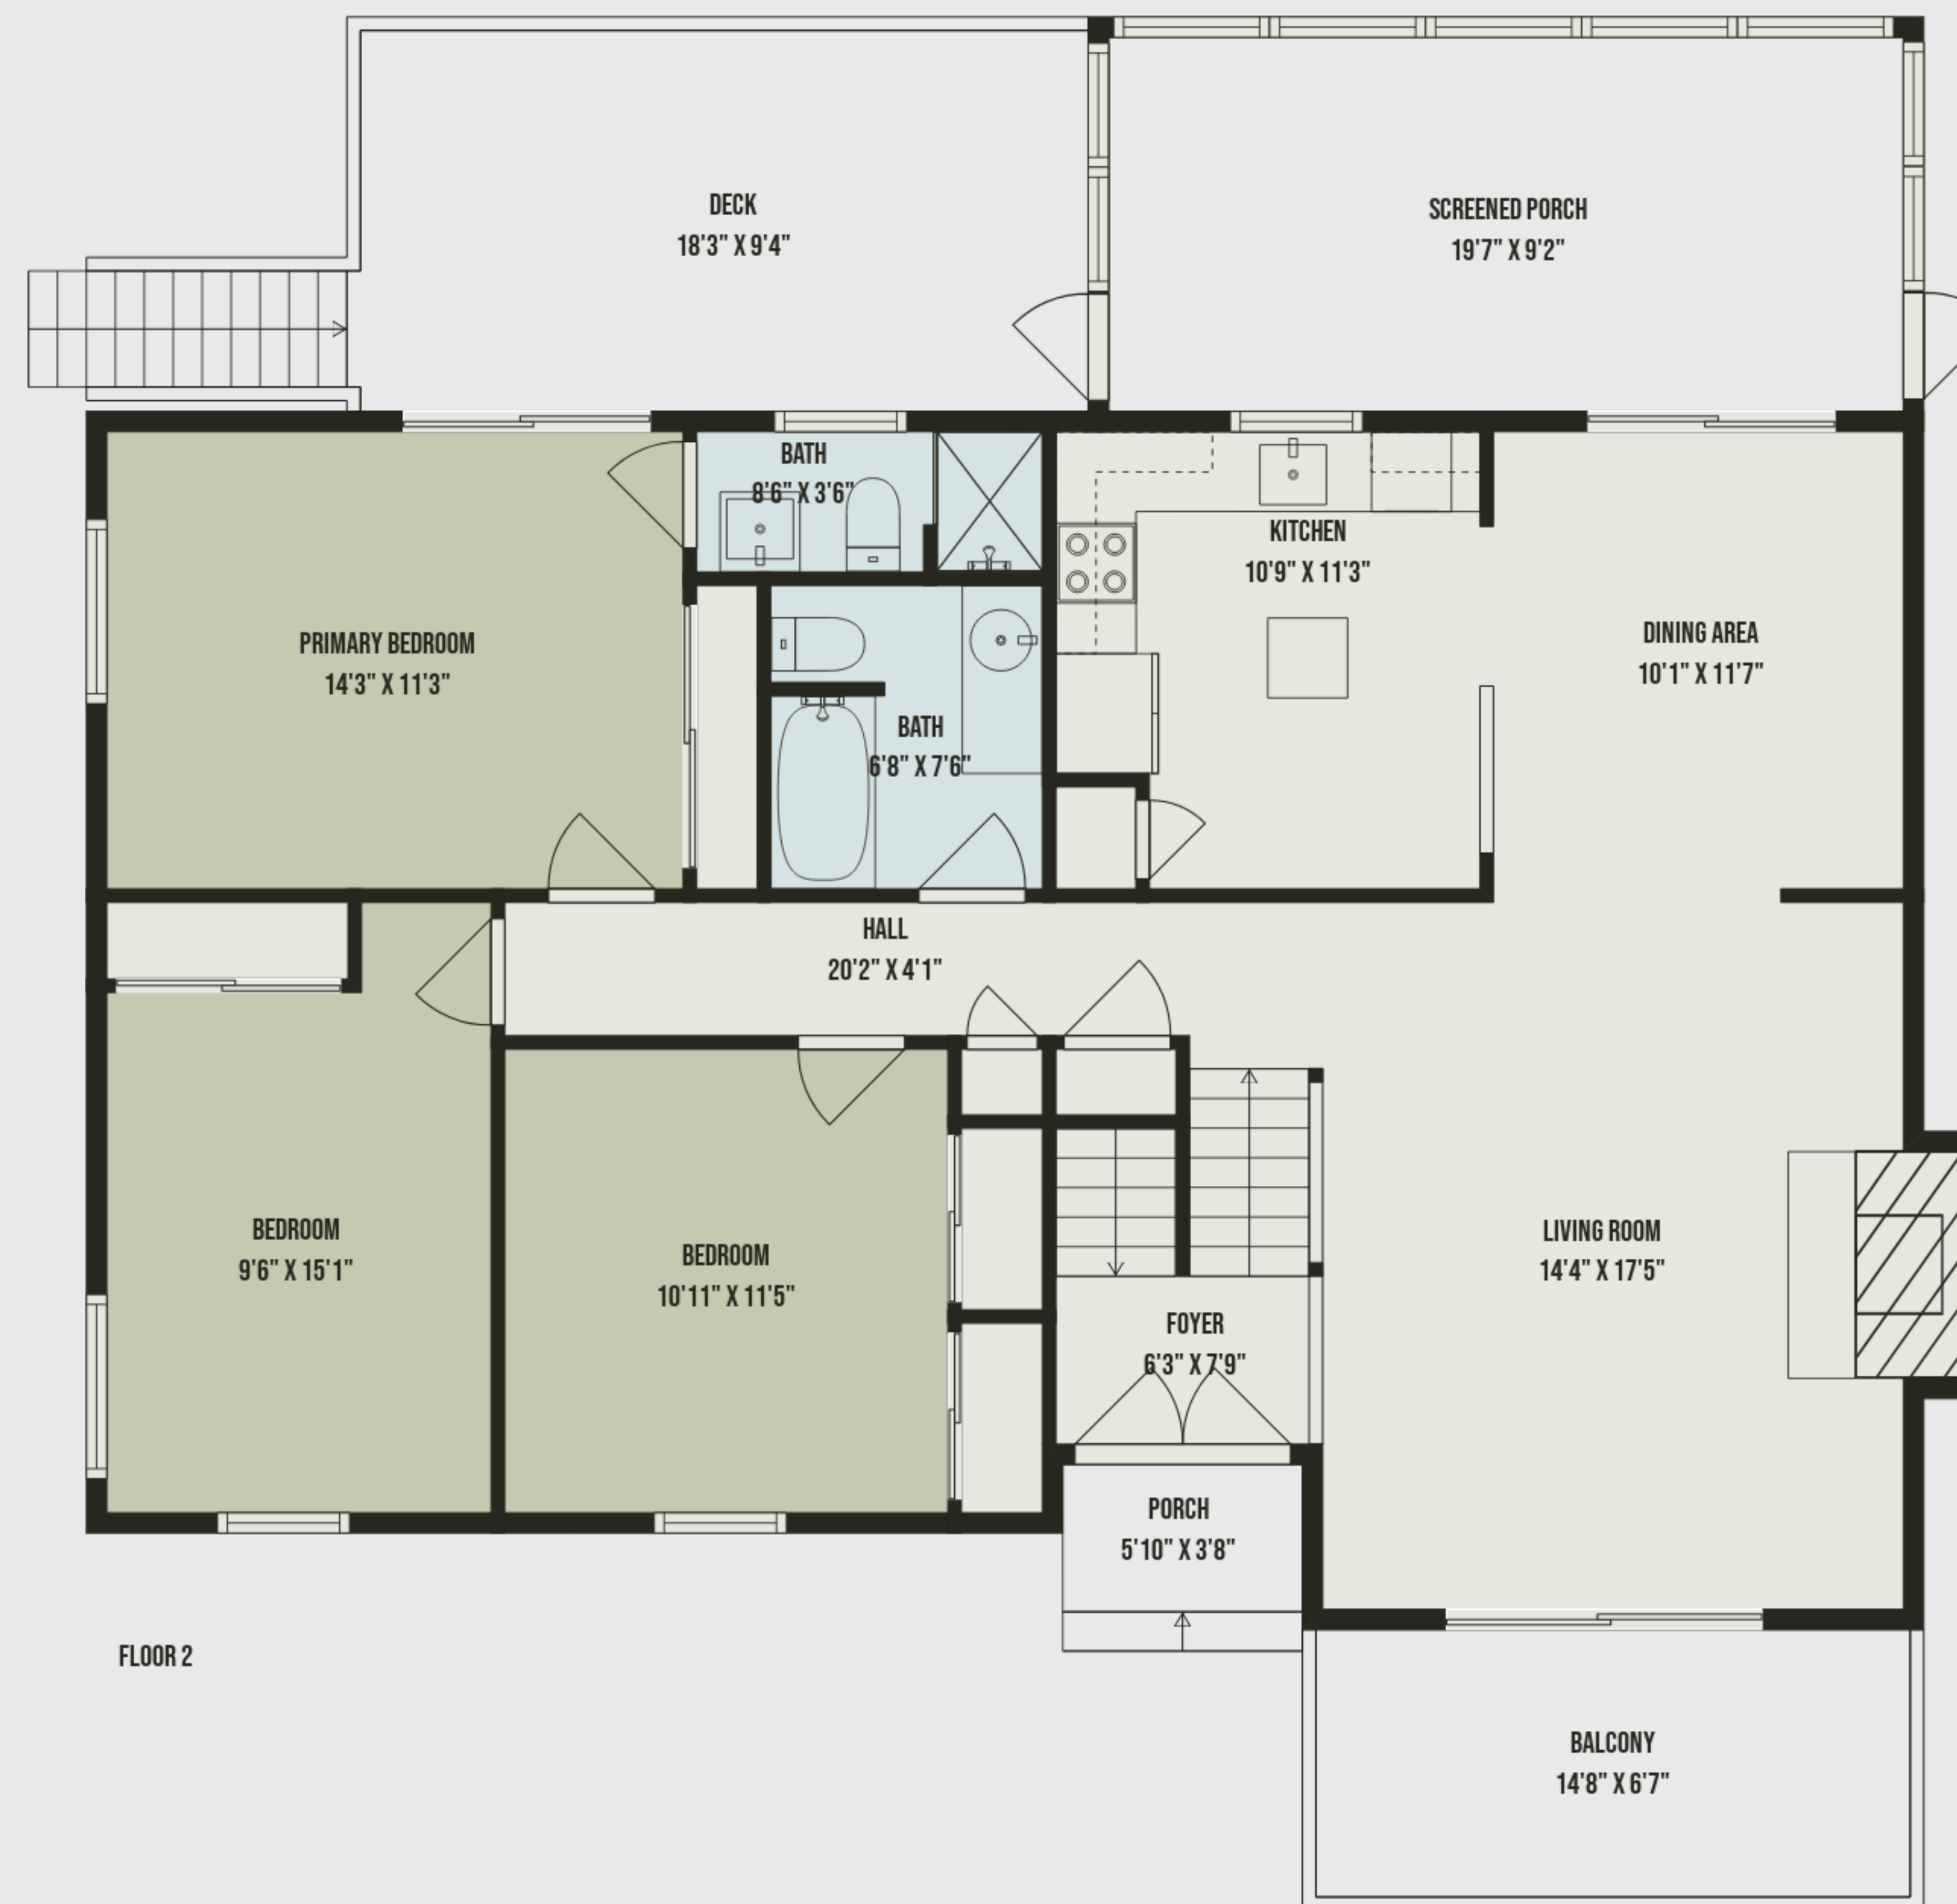 DECK
18'3" X 9'4"
SCREENED PORCH
19'7" X 9'2"
BATH
8'6" X 3'6"
KITCHEN
10'9" X 11'3"
PRIMARY BEDROOM
14'3" X 11'3"
DINING AREA
10'1" X 11'7"
BATH
6'8" X 7'6"
HALL
20'2" X 4'1"
BEDROOM
9'6" X 15'1"
BEDROOM
10'11" X 11'5"
LIVING ROOM
14'4" X 17'5"
FOYER
6'3" X 7'9"
PORCH
5'10" X 3'8"
FLOOR 2
BALCONY
14'8" X 6'7"